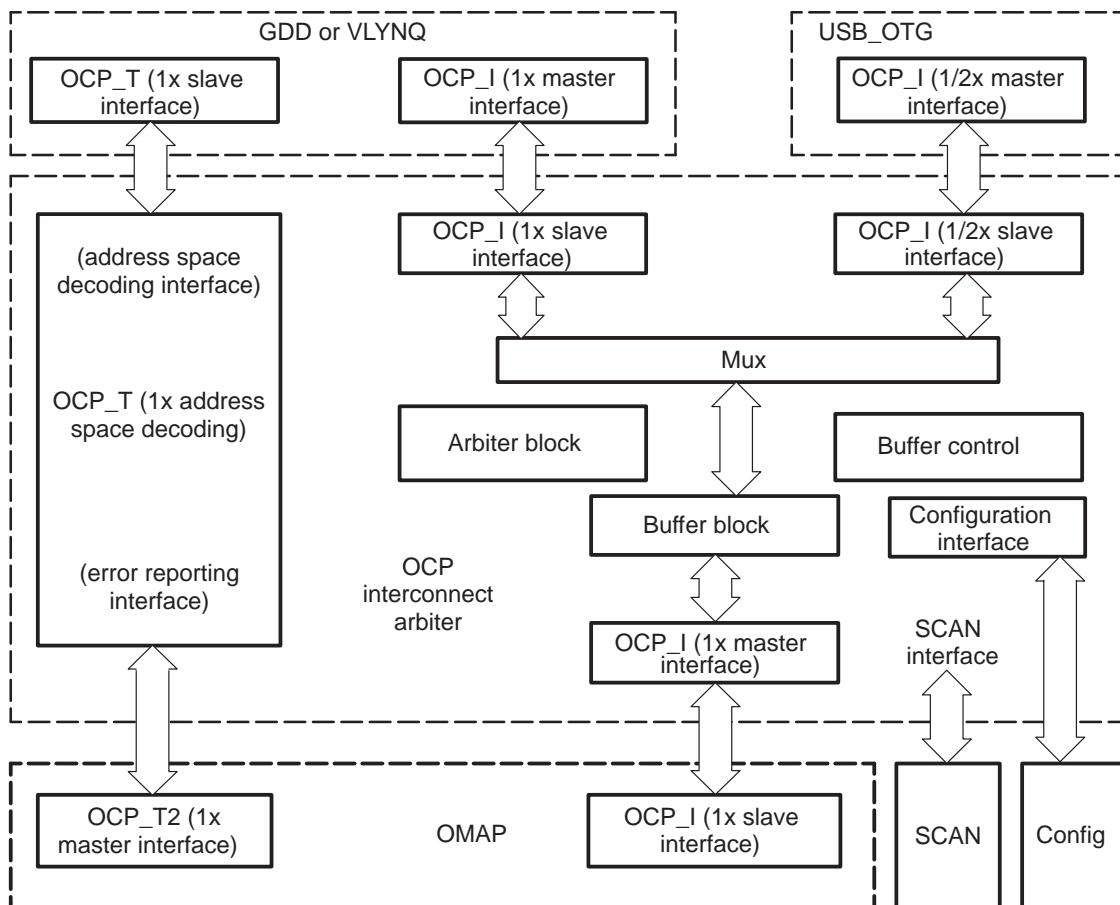 GDD or VLYNQ
USB_OTG
OCP_T (1x slave
interface)
OCP_I (1x master
interface)
OCP_I (1/2x master
interface)
(address space
decoding interface)
OCP_T (1x address
space decoding)
(error reporting
interface)
OCP_I (1x slave
interface)
OCP_I (1/2x slave
interface)
Mux
Arbiter block
Buffer control
Buffer block
Configuration
interface
OCP
interconnect
arbiter
OCP_I (1x master
interface)
SCAN
interface
OCP_T2 (1x
master interface)
OMAP
OCP_I (1x slave
interface)
SCAN
Config